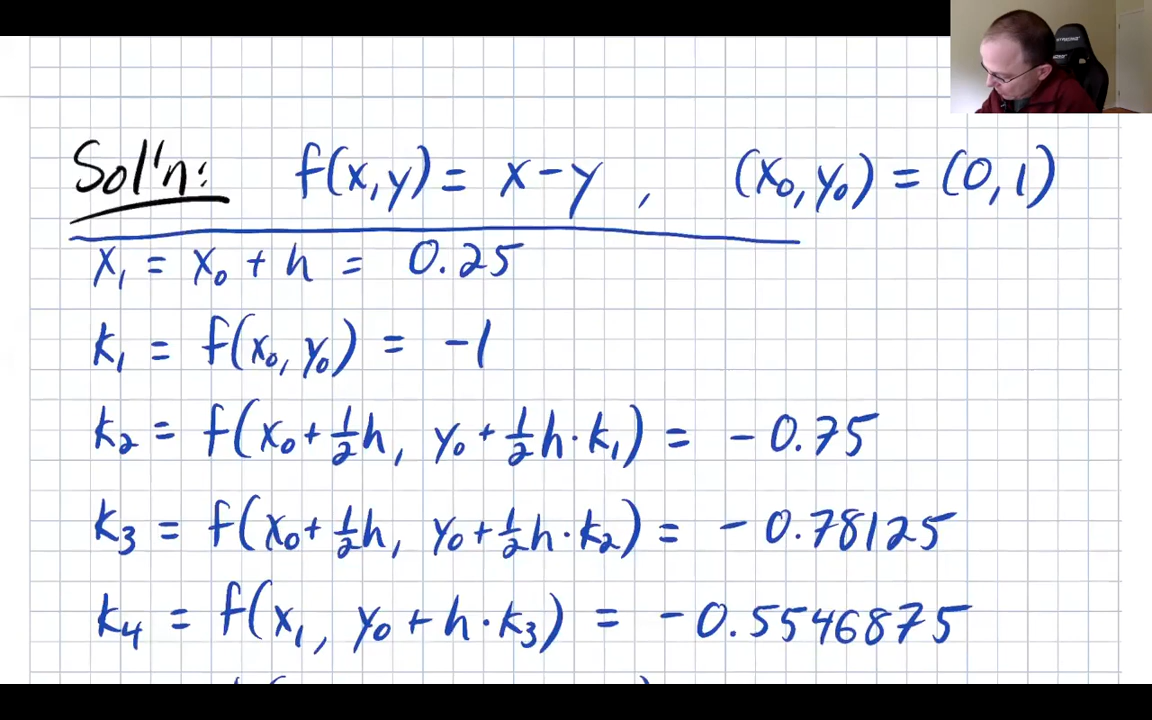 Sol'n: f(x,y) = x-y, (x₀,y₀) = (0,1)
x₁ = x₀ + h = 0.25
k₁ = f(x₀,y₀) = -1
k₂ = f(x₀+½h, y₀+½h·k₁) = -0.75
k₃ = f(x₀+½h, y₀+½h·k₂) = -0.78125
k₄ = f(x₁, y₀+h·k₃) = -0.5546875